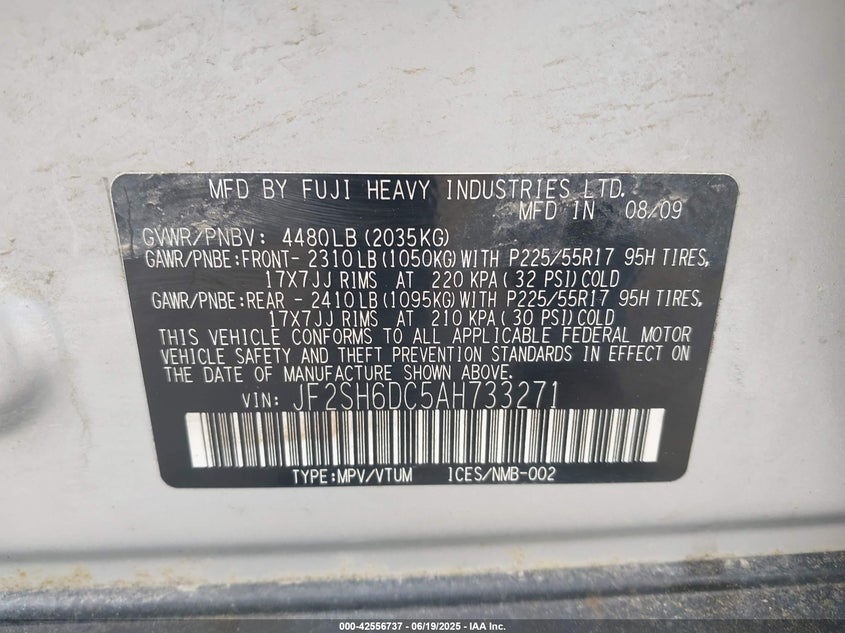 MFD BY FUJI HEAVY INDUSTRIES LTD.
MFD IN 08/09
GVWR/PNBV: 4480LB(2035KG)
GAWR/PNBE:FRONT- 2310LB(1050KG)WITH P225/55R17 95H TIRES,
17X7JJ RIMS AT 220 KPA( 32 PSI)COLD
GAWR/PNBE:REAR - 2410LB(1095KG)WITH P225/55R17 95H TIRES,
17X7JJ RIMS AT 210 KPA( 30 PSI)COLD
THIS VEHICLE CONFORMS TO ALL APPLICABLE FEDERAL MOTOR
VEHICLE SAFETY AND THEFT PREVENTION STANDARDS IN EFFECT ON
THE DATE OF MANUFACTURE SHOWN ABOVE.
VIN: JF2SH6DC5AH733271
TYPE:MPV/VTUM ICES/NMB-002
000-42556737 - 06/19/2025 - IAA Inc.